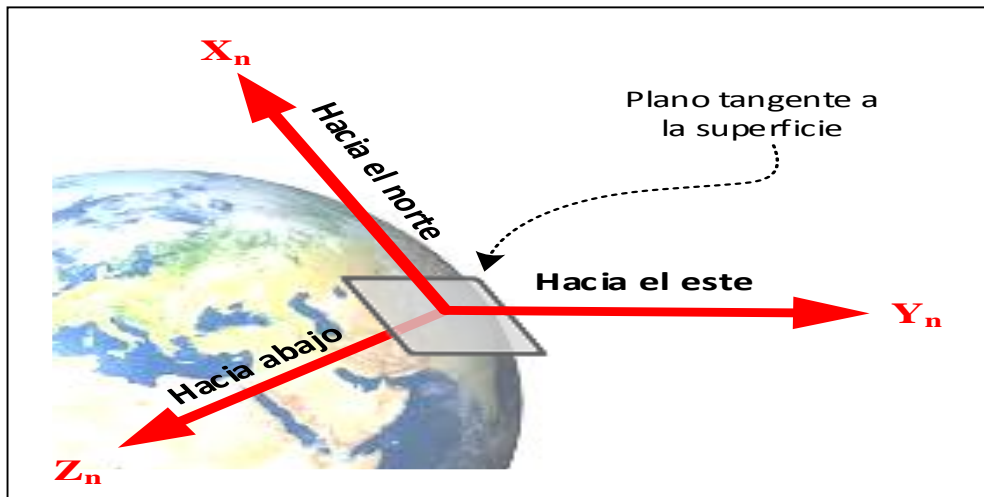 Xn
Hacia el norte
Plano tangente a
la superficie
Hacia el este
Yn
Hacia abajo
Zn